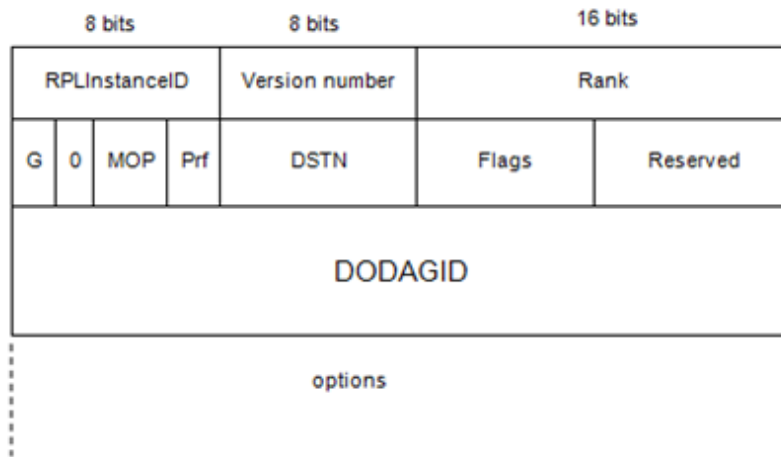 8 bits 8 bits 16 bits
RPLInstanceID Version number Rank
G 0 MOP Prf DSTN Flags Reserved
DODAGID
options